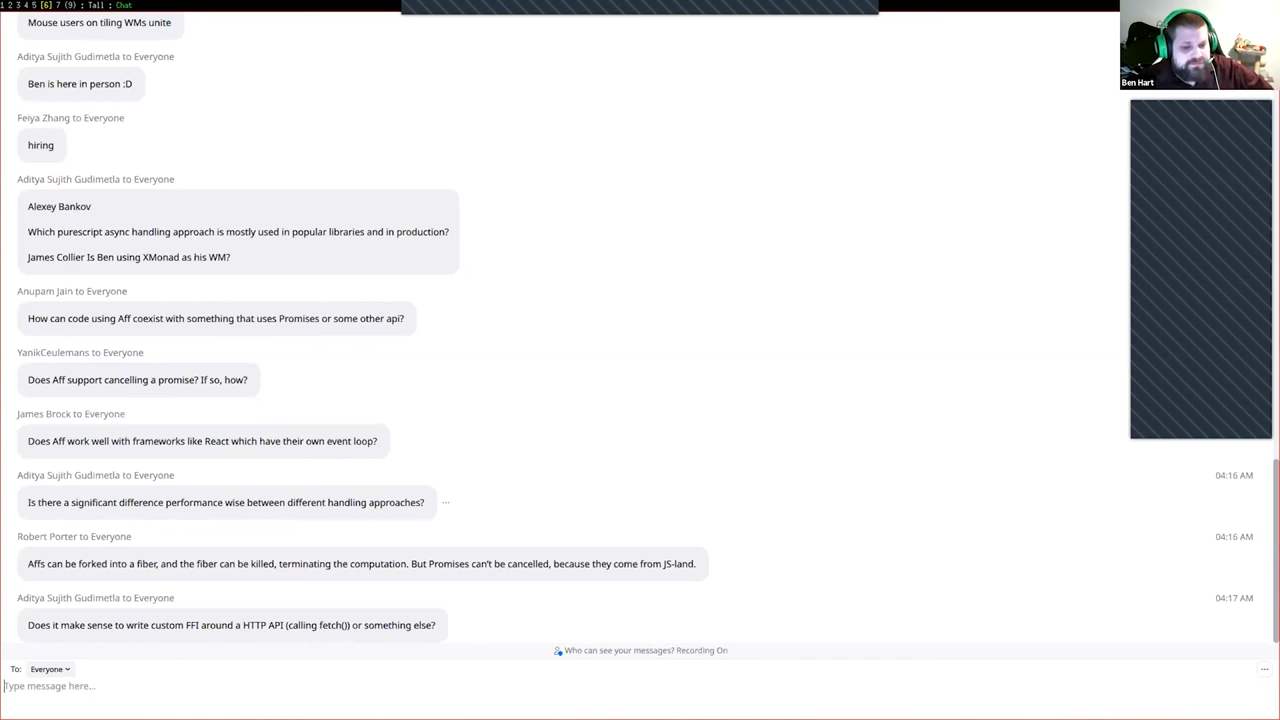 1 2 3 4 5 [6] 7 (9) : Tall : Chat
Mouse users on tiling WMs unite
Ben Hart
Aditya Sujith Gudimetla to Everyone
Ben is here in person :D
Feiya Zhang to Everyone
hiring
Aditya Sujith Gudimetla to Everyone
Alexey Bankov
Which purescript async handling approach is mostly used in popular libraries and in production?
James Collier Is Ben using XMonad as his WM?
Anupam Jain to Everyone
How can code using Aff coexist with something that uses Promises or some other api?
YanikCeulemans to Everyone
Does Aff support cancelling a promise? If so, how?
James Brock to Everyone
Does Aff work well with frameworks like React which have their own event loop?
Aditya Sujith Gudimetla to Everyone 04:16 AM
Is there a significant difference performance wise between different handling approaches? ...
Robert Porter to Everyone 04:16 AM
Affs can be forked into a fiber, and the fiber can be killed, terminating the computation. But Promises can't be cancelled, because they come from JS-land.
Aditya Sujith Gudimetla to Everyone 04:17 AM
Does it make sense to write custom FFI around a HTTP API (calling fetch()) or something else?
Who can see your messages? Recording On
To: Everyone ...
Type message here...